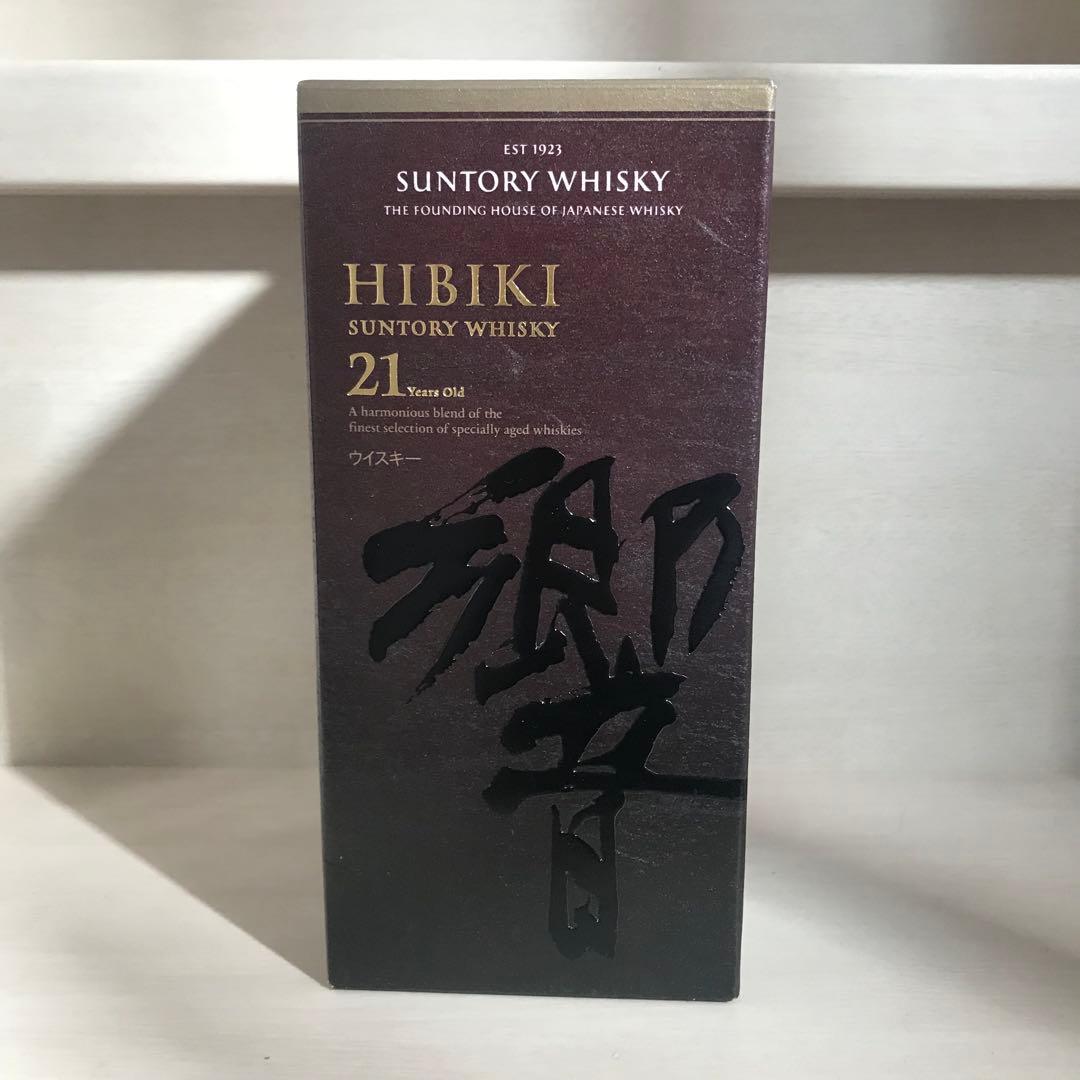 EST 1923
SUNTORY WHISKY
THE FOUNDING HOUSE OF JAPANESE WHISKY
HIBIKI
SUNTORY WHISKY
21 Years Old
A harmonious blend of the
finest selection of specially aged whiskies
ウイスキー
響